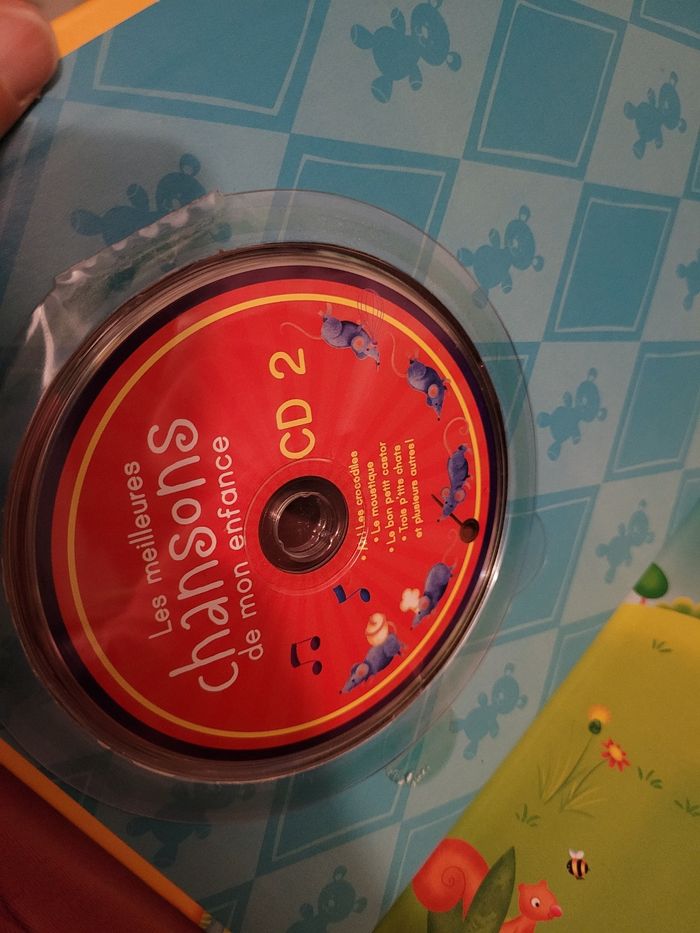 Les meilleures
chansons
de mon enfance
CD 2
• Ah! Les crocodiles
• Le moustique
• Le bon petit castor
• Trois p'tits chats
et plusieurs autres!